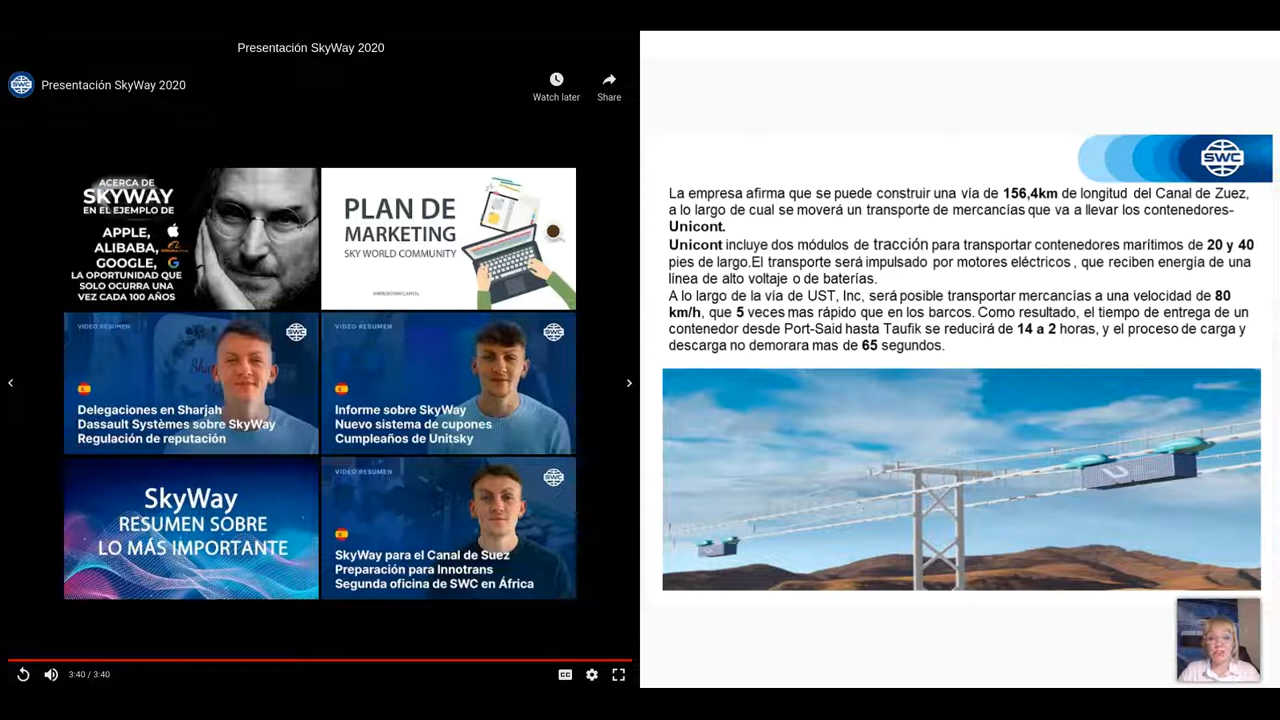 Presentación SkyWay 2020
Presentación SkyWay 2020
Watch later
Share
ACERCA DE
SKYWAY
EN EL EJEMPLO DE
APPLE,
ALIBABA,
GOOGLE,
LA OPORTUNIDAD QUE
SOLO OCURRA UNA
VEZ CADA 100 AÑOS
PLAN DE
MARKETING
SKY WORLD COMMUNITY
VIDEO RESUMEN
SWC
Delegaciones en Sharjah
Dassault Systèmes sobre SkyWay
Regulación de reputación
VIDEO RESUMEN
SWC
Informe sobre SkyWay
Nuevo sistema de cupones
Cumpleaños de Unitsky
SkyWay
RESUMEN SOBRE
LO MÁS IMPORTANTE
VIDEO RESUMEN
SWC
SkyWay para el Canal de Suez
Preparación para Innotrans
Segunda oficina de SWC en África
3:40 / 3:40
CC
SWC
La empresa afirma que se puede construir una vía de 156,4km de longitud del Canal de Zuez,
a lo largo de cual se moverá un transporte de mercancías que va a llevar los contenedores-
Unicont.
Unicont incluye dos módulos de tracción para transportar contenedores marítimos de 20 y 40
pies de largo.El transporte será impulsado por motores eléctricos , que reciben energía de una
línea de alto voltaje o de baterías.
A lo largo de la vía de UST, Inc, será posible transportar mercancías a una velocidad de 80
km/h, que 5 veces mas rápido que en los barcos. Como resultado, el tiempo de entrega de un
contenedor desde Port-Said hasta Taufik se reducirá de 14 a 2 horas, y el proceso de carga y
descarga no demorara mas de 65 segundos.